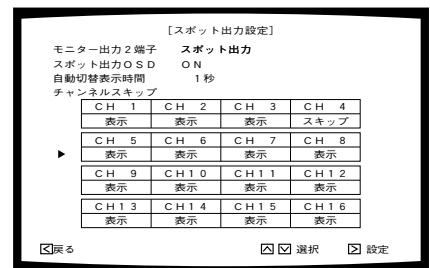 [スポット出力設定]
モニター出力2端子 スポット出力
スポット出力OSD ON
自動切替表示時間 1秒
チャンネルスキップ
CH 1 CH 2 CH 3 CH 4
表示 表示 表示 スキップ
CH 5 CH 6 CH 7 CH 8
▶ 表示 表示 表示 表示
CH 9 CH10 CH11 CH12
表示 表示 表示 表示
CH13 CH14 CH15 CH16
表示 表示 表示 表示
<戻る ∧ ∨ 選択 > 設定